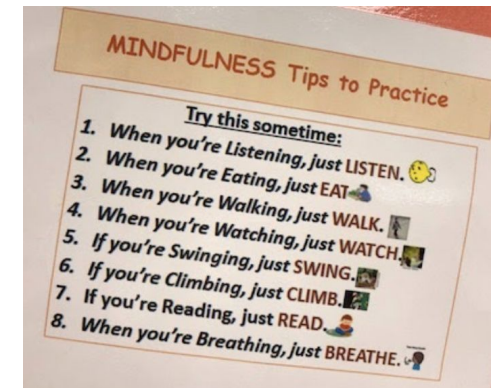 MINDFULNESS Tips to Practice
Try this sometime:
1. When you're Listening, just LISTEN.
2. When you're Eating, just EAT
3. When you're Walking, just WALK.
4. When you're Watching, just WATCH.
5. If you're Swinging, just SWING.
6. If you're Climbing, just CLIMB.
7. If you're Reading, just READ.
8. When you're Breathing, just BREATHE.